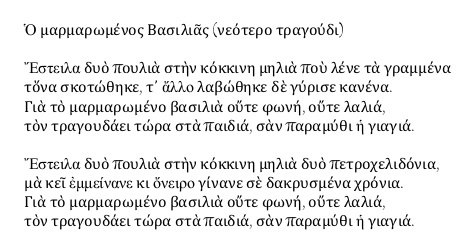 Ὁ μαρμαρωμένος Βασιλιᾶς (νεότερο τραγούδι)
Ἔστειλα δυὸ πουλιὰ στὴν κόκκινη μηλιὰ ποὺ λένε τὰ γραμμένα
τὄνα σκοτώθηκε, τ᾽ ἄλλο λαβώθηκε δὲ γύρισε κανένα.
Γιὰ τὸ μαρμαρωμένο βασιλιὰ οὔτε φωνή, οὔτε λαλιά,
τὸν τραγουδάει τώρα στὰ παιδιά, σὰν παραμύθι ἡ γιαγιά.
Ἔστειλα δυὸ πουλιὰ στὴν κόκκινη μηλιὰ δυὸ πετροχελιδόνια,
μὰ κεῖ ἐμμείνανε κι ὄνειρο γίνανε σὲ δακρυσμένα χρόνια.
Γιὰ τὸ μαρμαρωμένο βασιλιὰ οὔτε φωνή, οὔτε λαλιά,
τὸν τραγουδάει τώρα στὰ παιδιά, σὰν παραμύθι ἡ γιαγιά.